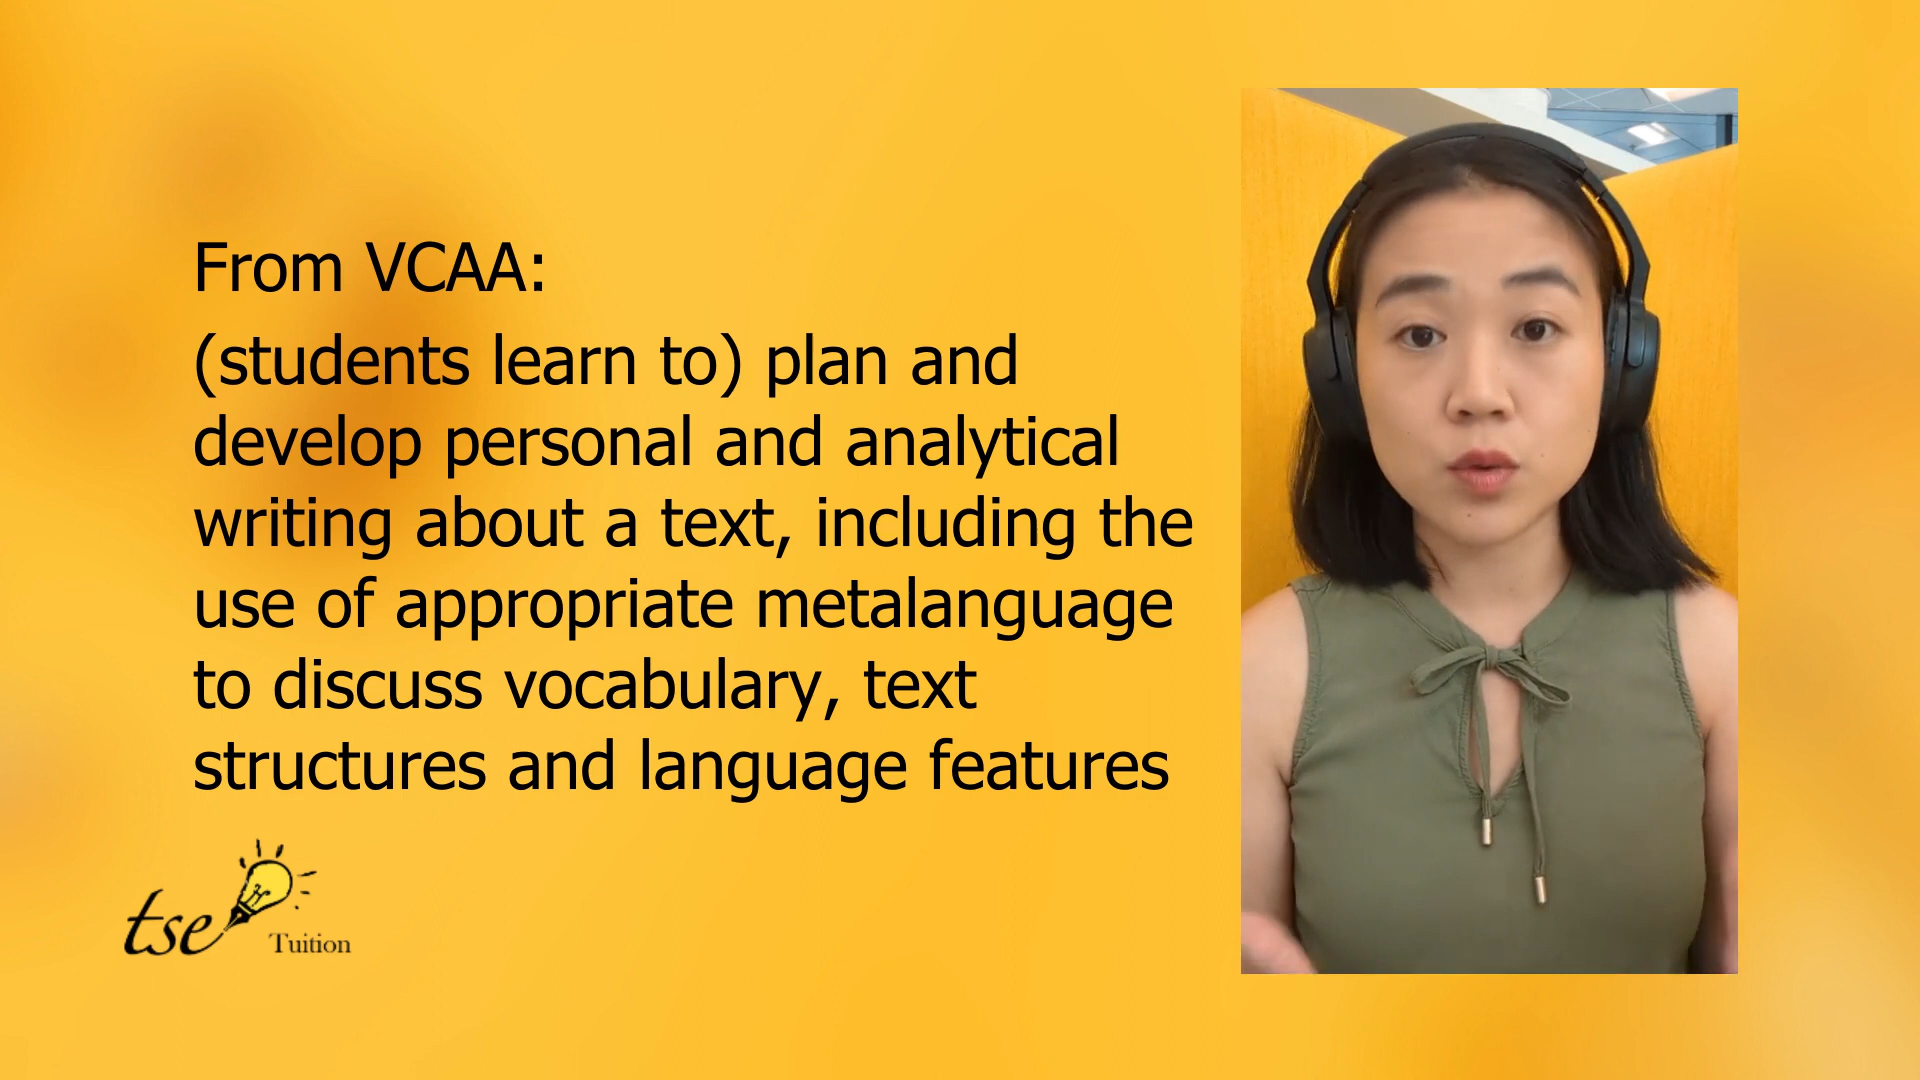 From VCAA:
(students learn to) plan and
develop personal and analytical
writing about a text, including the
use of appropriate metalanguage
to discuss vocabulary, text
structures and language features
tse
Tuition